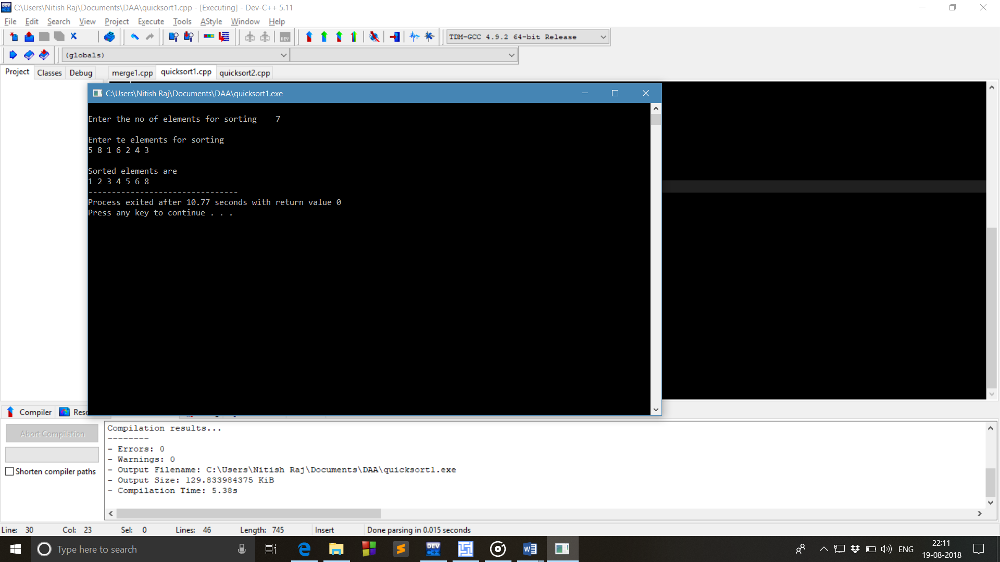 C:\Users\Nitish Raj\Documents\DAA\quicksort1.cpp - [Executing] - Dev-C++ 5.11
File Edit Search View Project Execute Tools AStyle Window Help
TDM-GCC 4.9.2 64-bit Release
(globals)
Project Classes Debug merge1.cpp quicksort1.cpp quicksort2.cpp
C:\Users\Nitish Raj\Documents\DAA\quicksort1.exe
Enter the no of elements for sorting    7
Enter te elements for sorting
5 8 1 6 2 4 3
Sorted elements are
1 2 3 4 5 6 8
--------------------------------
Process exited after 10.77 seconds with return value 0
Press any key to continue . . .
Compiler
Abort Compilation
Shorten compiler paths
Compilation results...
--------
- Errors: 0
- Warnings: 0
- Output Filename: C:\Users\Nitish Raj\Documents\DAA\quicksort1.exe
- Output Size: 129.833984375 KiB
- Compilation Time: 5.38s
Line: 30 Col: 23 Sel: 0 Lines: 46 Length: 745 Insert Done parsing in 0.015 seconds
Type here to search
DEV C++
ENG
22:11
19-08-2018